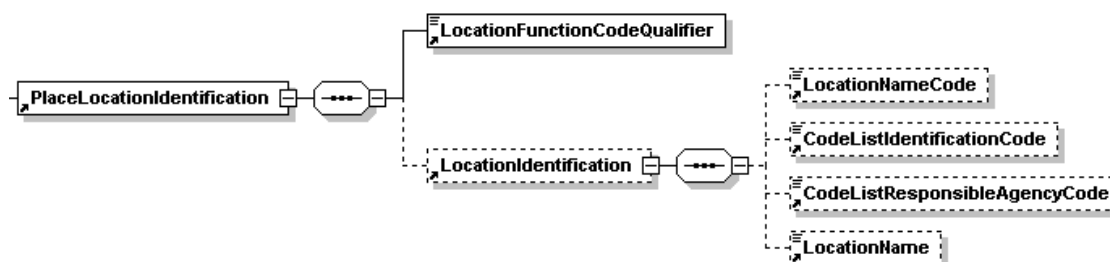 LocationFunctionCodeQualifier
PlaceLocationIdentification
LocationNameCode
CodeListIdentificationCode
LocationIdentification
CodeListResponsibleAgencyCode
LocationName